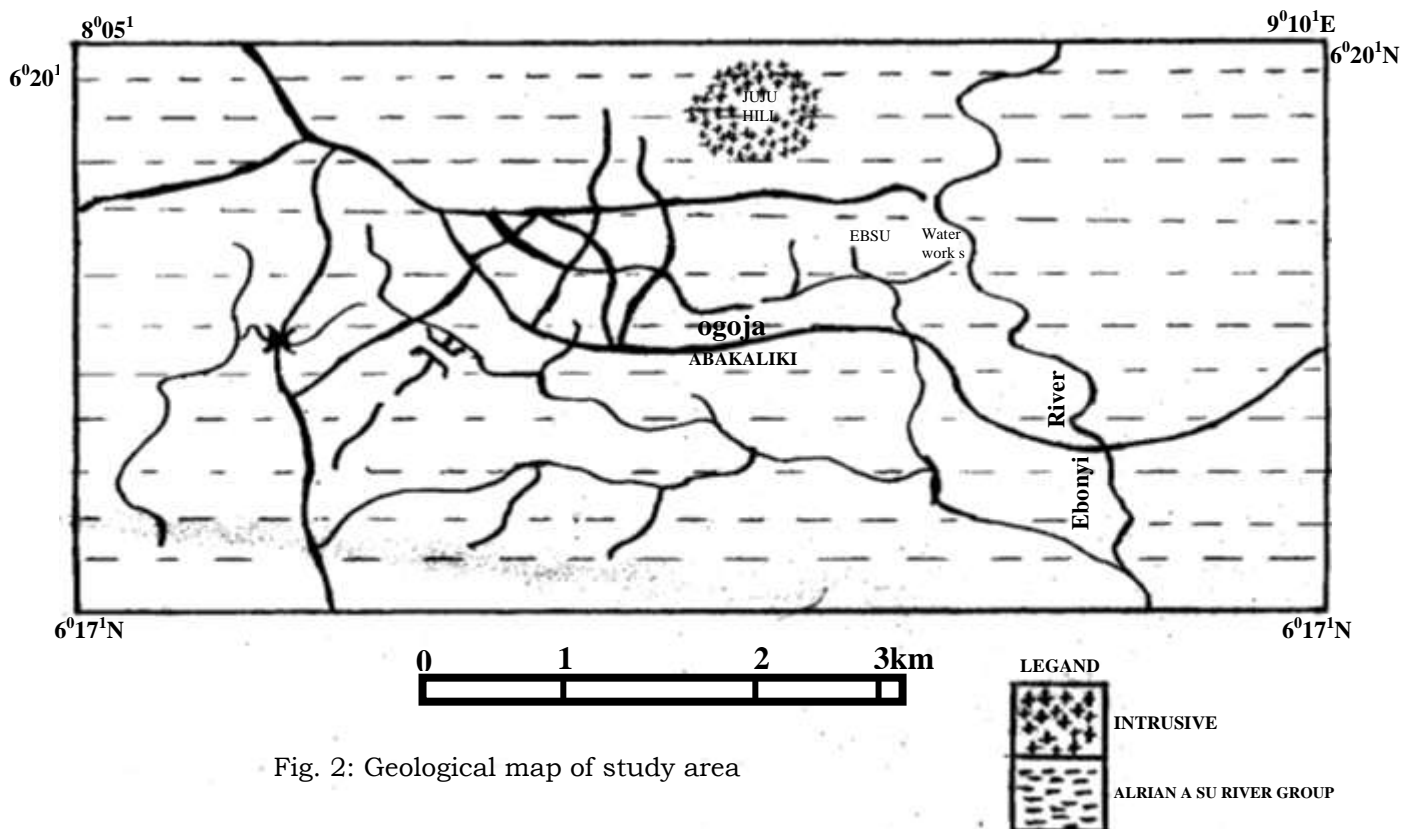 8⁰05¹
9⁰10¹E
6⁰20¹
6⁰20¹N
JUJU
HILL
EBSU
Water
work s
ogoja
ABAKALIKI
River
Ebonyi
6⁰17¹N
6⁰17¹N
0 1 2 3km
LEGAND
INTRUSIVE
ALRIAN A SU RIVER GROUP
Fig. 2: Geological map of study area